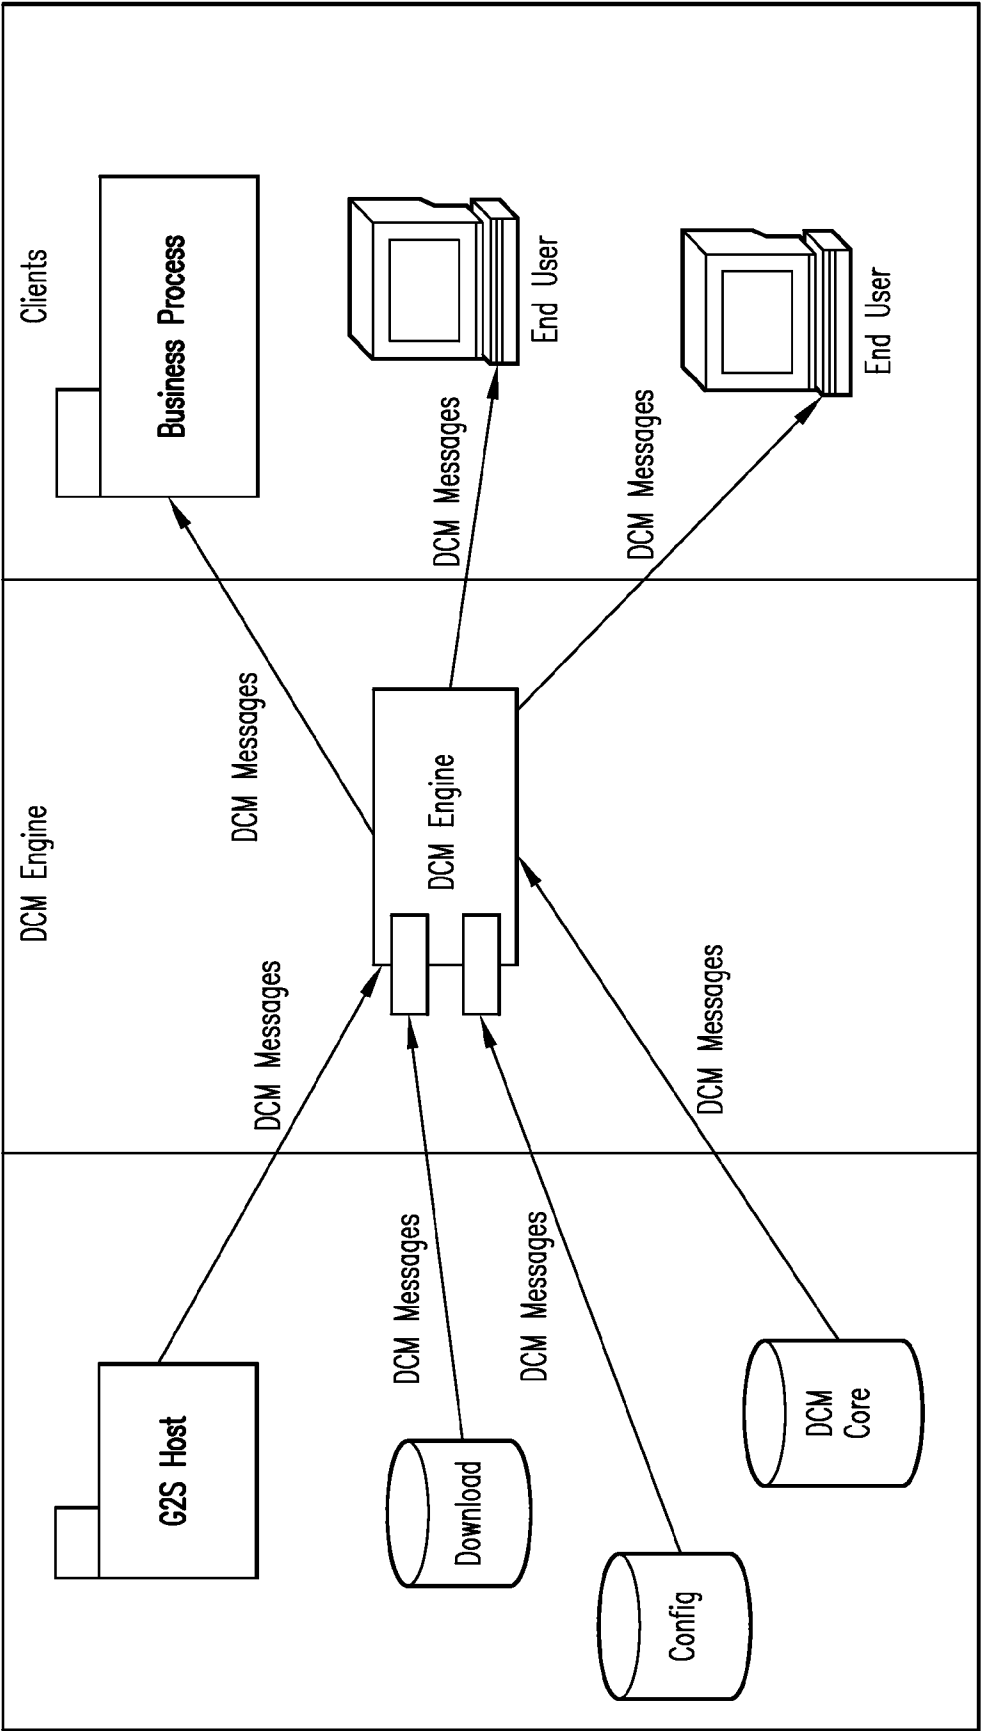 DCM Engine
Clients
G2S Host
DCM Messages
DCM Messages
Business Process
Download
DCM Messages
DCM Engine
DCM Messages
End User
Config
DCM Messages
DCM Messages
End User
DCM
Core
DCM Messages